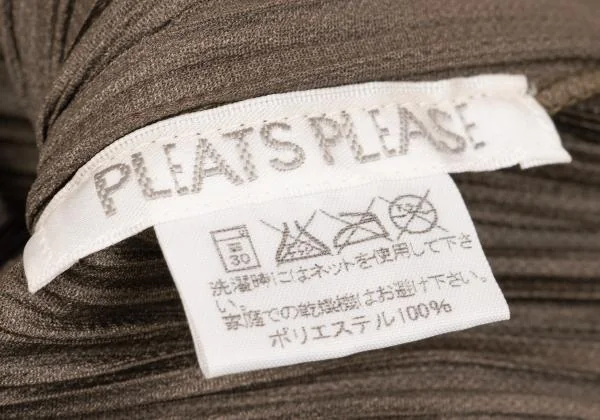 PLEATS PLEASE
弱
30
洗濯時にはネットを使用して下さ
い。
家庭での乾燥機はお避け下さい。
ポリエステル100%